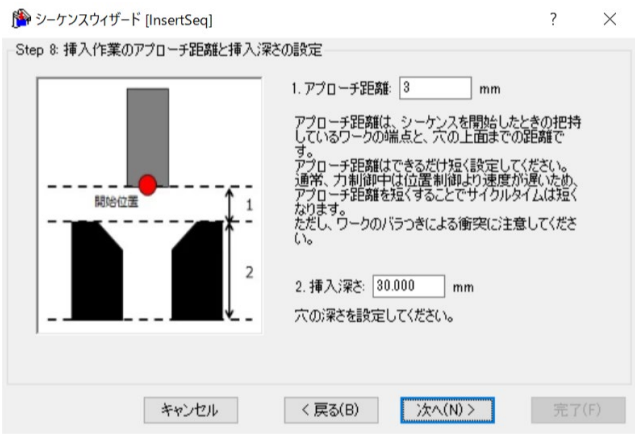 シーケンスウィザード [InsertSeq]
Step 8: 挿入作業のアプローチ距離と挿入深さの設定
1. アプローチ距離: 3 mm
アプローチ距離は、シーケンスを開始したときの把持
しているワークの端点と、穴の上面までの距離で
す。
アプローチ距離はできるだけ短く設定してください。
通常、力制御中は位置制御より速度が遅いため、
アプローチ距離を短くすることでサイクルタイムは短く
なります。
ただし、ワークのバラつきによる衝突に注意してくださ
い。
開始位置
1
2
2. 挿入深さ: 30.000 mm
穴の深さを設定してください。
キャンセル
< 戻る(B)
次へ(N) >
完了(F)